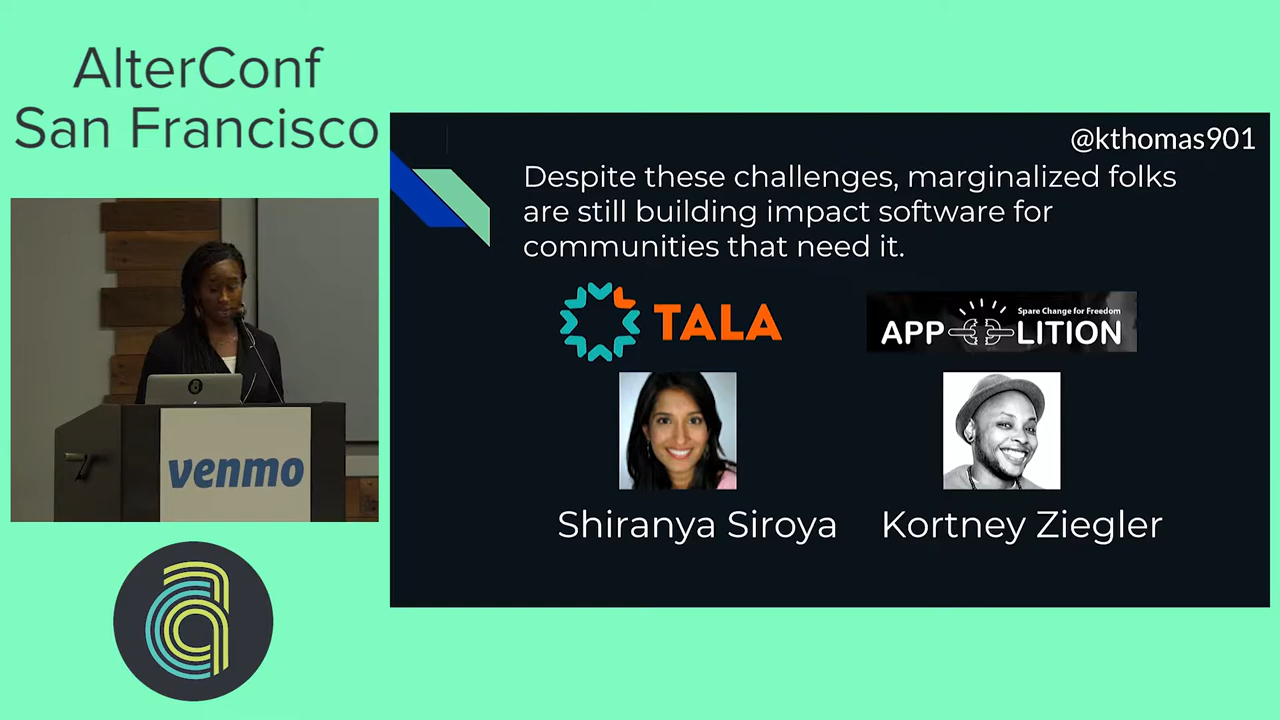 AlterConf
San Francisco
@kthomas901
Despite these challenges, marginalized folks
are still building impact software for
communities that need it.
TALA
Spare Change for Freedom
APP LITION
Shiranya Siroya
Kortney Ziegler
venmo